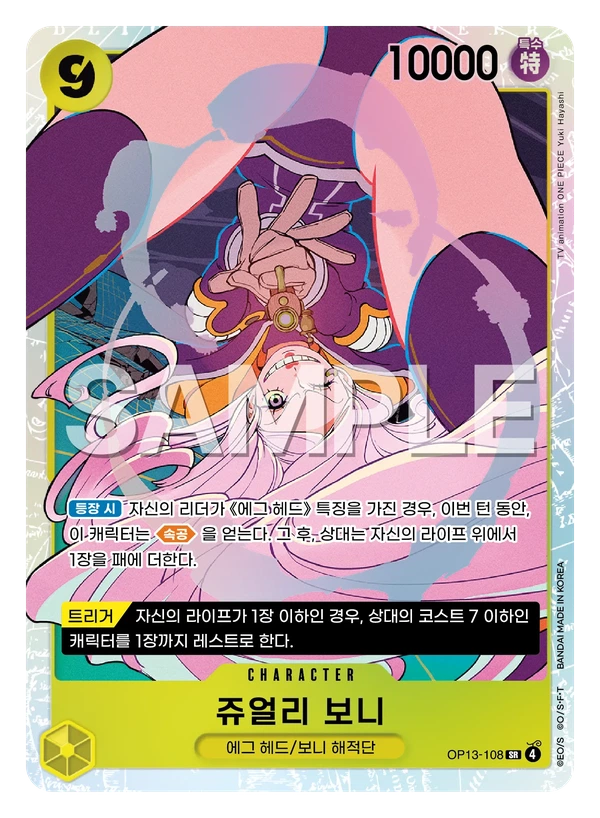 9
10000
특수
特
TV animation ONE PIECE Yuki Hayashi
SAMPLE
등장 시 자신의 리더가 《에그 헤드》 특징을 가진 경우, 이번 턴 동안,
이 캐릭터는 속공 을 얻는다. 그 후, 상대는 자신의 라이프 위에서
1장을 패에 더한다.
트리거 자신의 라이프가 1장 이하인 경우, 상대의 코스트 7 이하인
캐릭터를 1장까지 레스트로 한다.
CHARACTER
쥬얼리 보니
에그 헤드/보니 해적단
OP13-108 SR 4
©EO/S ©O/S·F·T BANDAI MADE IN KOREA